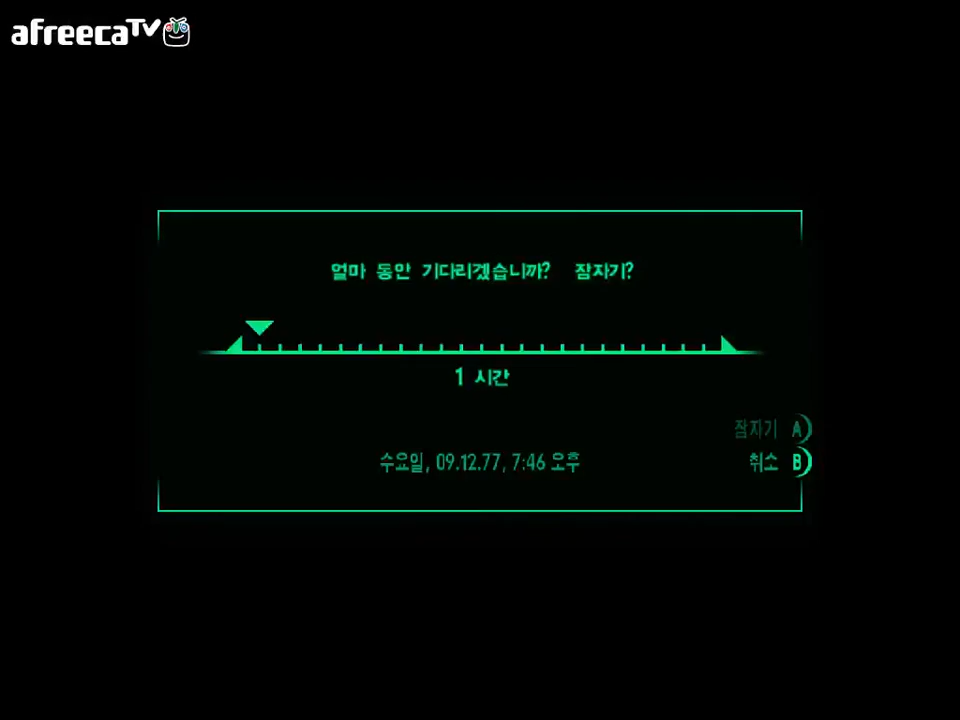 afreecaTV
얼마 동안 기다리겠습니까? 잠자기?
1 시간
잠자기 A)
수요일, 09.12.77, 7:46 오후
취소 B)